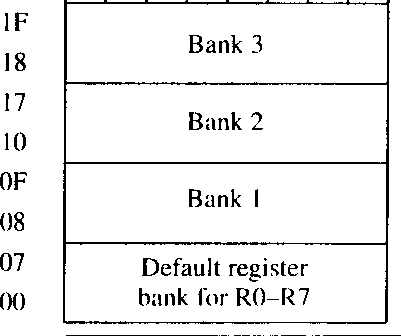 1F
Bank 3
18
17
Bank 2
10
0F
Bank 1
08
07
Default register
bank for R0–R7
00